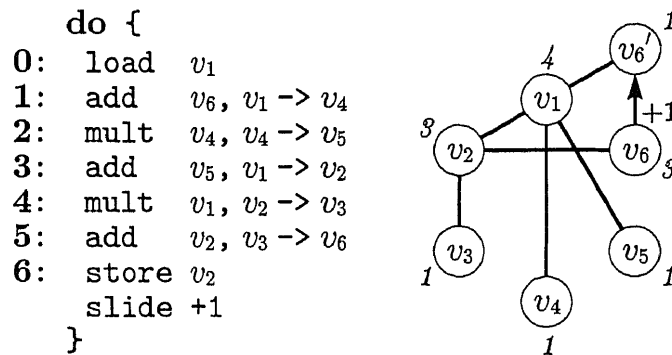 do {
0: load v₁
1: add v₆, v₁ -> v₄
2: mult v₄, v₄ -> v₅
3: add v₅, v₁ -> v₂
4: mult v₁, v₂ -> v₃
5: add v₂, v₃ -> v₆
6: store v₂
slide +1
}
1
v₆'
4
v₁
+1
3
v₂
v₆
3
1
v₃
v₅
1
v₄
1